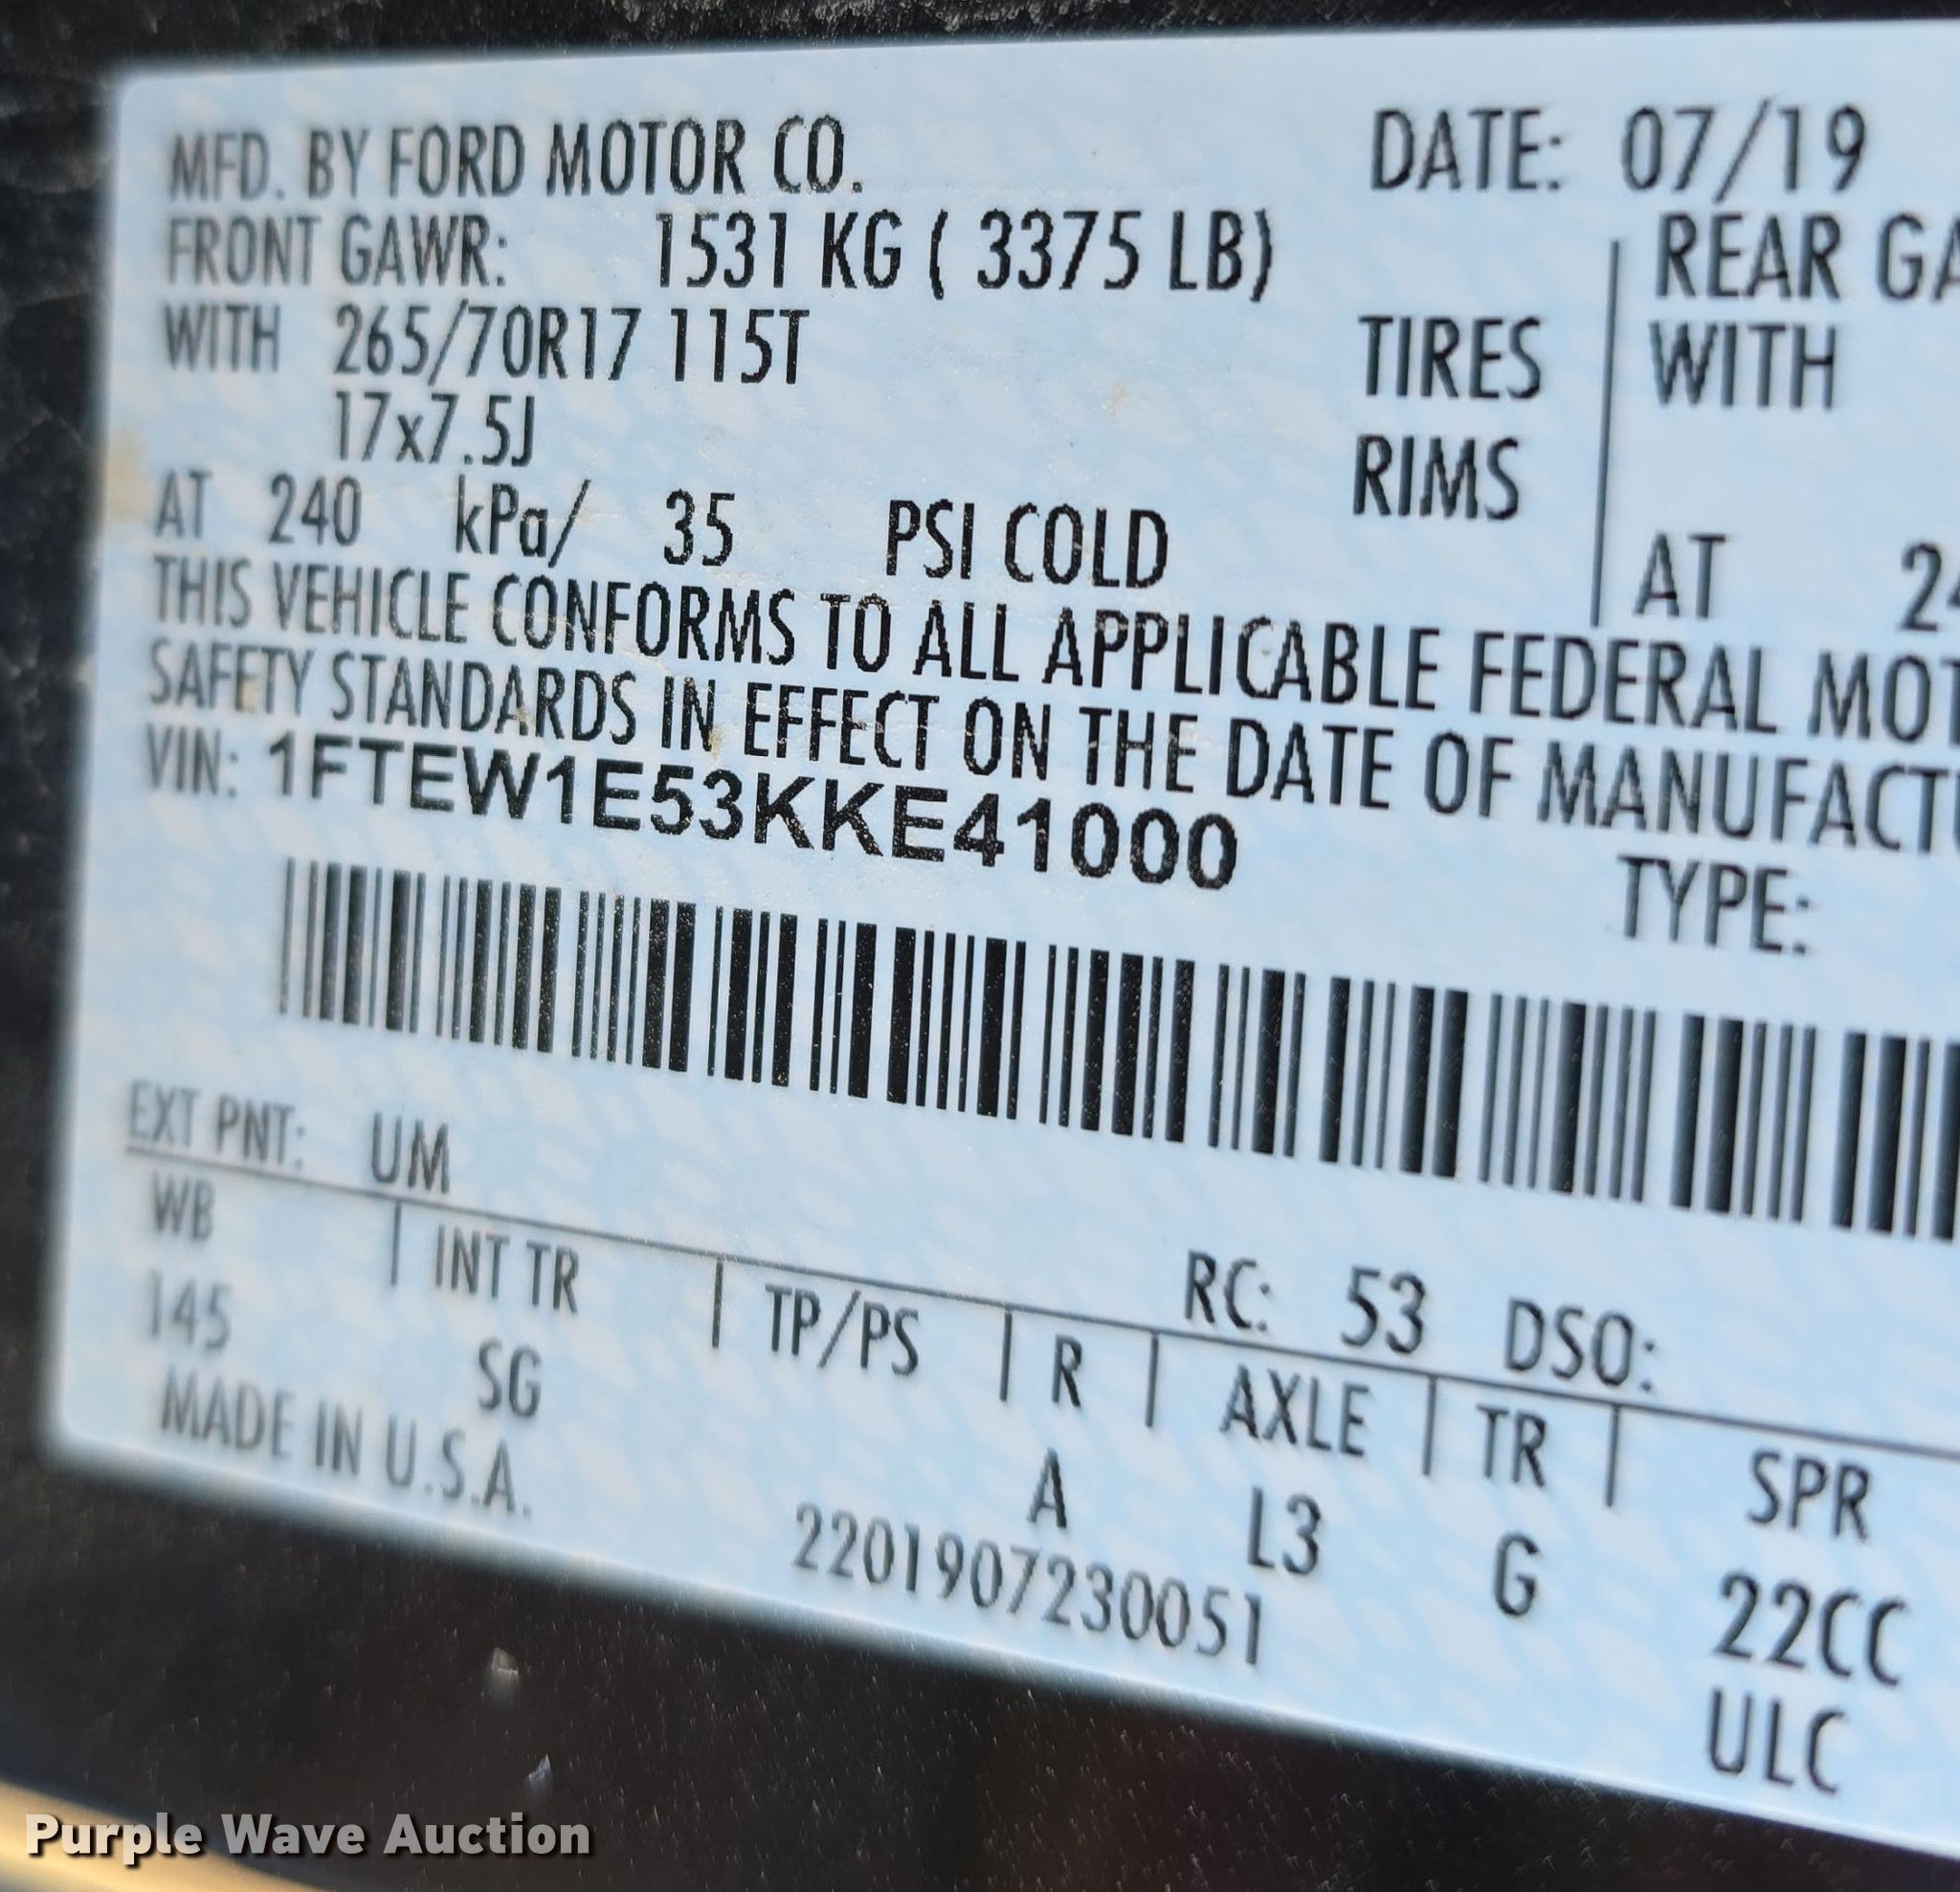 MFD. BY FORD MOTOR CO. DATE: 07/19
FRONT GAWR: 1531 KG ( 3375 LB) REAR GA
WITH 265/70R17 115T TIRES WITH
17x7.5J RIMS
AT 240 kPa/ 35 PSI COLD AT 24
THIS VEHICLE CONFORMS TO ALL APPLICABLE FEDERAL MOT
SAFETY STANDARDS IN EFFECT ON THE DATE OF MANUFACT
VIN: 1FTEW1E53KKE41000
TYPE:
EXT PNT: UM RC: 53 DSO:
WB | INT TR | TP/PS | R | AXLE | TR | SPR
145 SG A L3 G 22CC
MADE IN U.S.A. 2201907230051 ULC
Purple Wave Auction